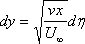 dy = √(νx/U∞) dη